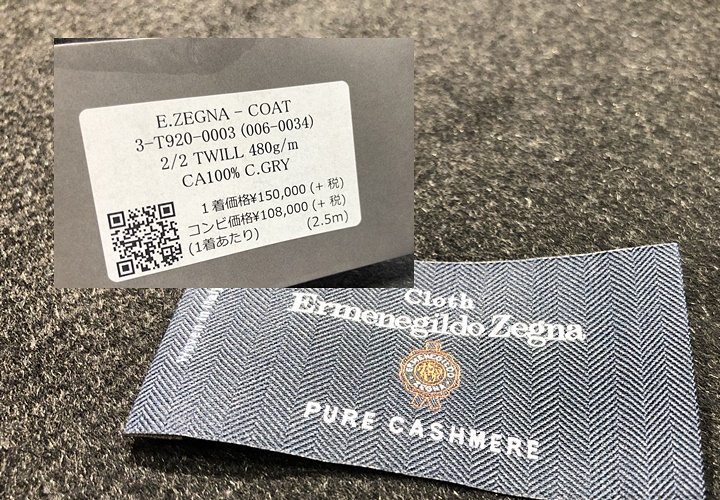 E.ZEGNA - COAT
3-T920-0003 (006-0034)
2/2 TWILL 480g/m
CA100% C.GRY
1着価格¥150,000 (+ 税)
コンビ価格¥108,000 (+ 税)
(1着あたり) (2.5m)
Cloth
Ermenegildo Zegna
PURE CASHMERE